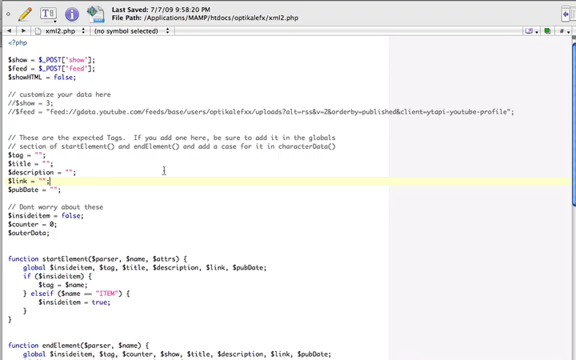 Last Saved: 7/7/09 9:58:20 PM
File Path: /Applications/MAMP/htdocs/optikalefx/xml2.php
xml2.php
(no symbol selected)
<?php
$show = $_POST['show'];
$feed = $_POST['feed'];
$showHTML = false;
// customize your data here
//$show = 3;
//$feed = "feed://gdata.youtube.com/feeds/base/users/optikalefxx/uploads?alt=rss&v=2&orderby=published&client=ytapi-youtube-profile";
// These are the expected Tags.  If you add one here, be sure to add it in the globals
// section of startElement() and endElement() and add a case for it in characterData()
$tag = "";
$title = "";
$description = "";
$link = "";
$pubDate = "";
// Dont worry about these
$insideitem = false;
$counter = 0;
$outerData;
function startElement($parser, $name, $attrs) {
global $insideitem, $tag, $title, $description, $link, $pubDate;
if ($insideitem) {
$tag = $name;
} elseif ($name == "ITEM") {
$insideitem = true;
}
}
function endElement($parser, $name) {
global $insideitem, $tag, $counter, $show, $title, $description, $link, $pubDate,